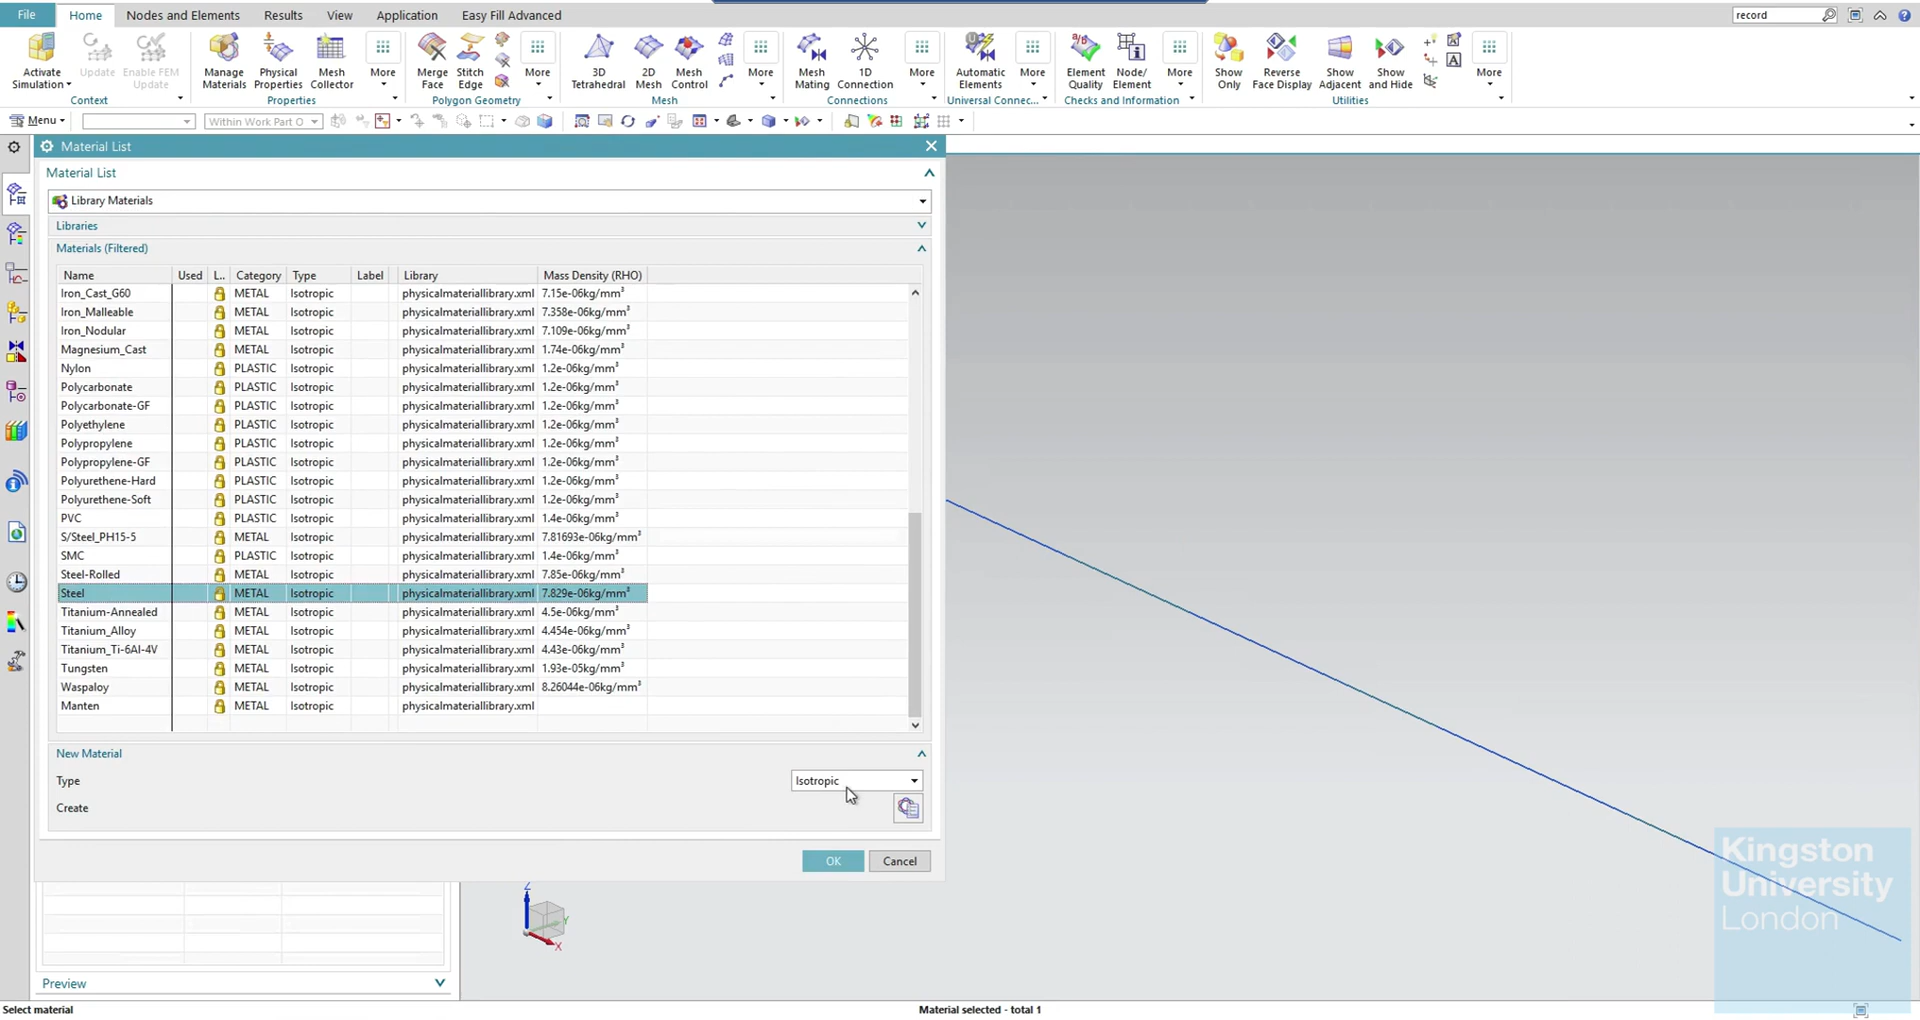 File Home Nodes and Elements Results View Application Easy Fill Advanced record
Activate Simulation Update Enable FEM Update Manage Materials Physical Properties Mesh Collector More Merge Face Stitch Edge More 3D Tetrahedral 2D Mesh Mesh Control More Mesh Mating 1D Connection More Automatic Elements More Element Quality Node/ Element More Show Only Reverse Face Display Show Adjacent Show and Hide More
Context Properties Polygon Geometry Mesh Connections Universal Connec... Checks and Information Utilities
Menu Within Work Part O
Material List
Material List
Library Materials
Libraries
Materials (Filtered)
Name Used L.. Category Type Label Library Mass Density (RHO)
Iron_Cast_G60 METAL Isotropic physicalmateriallibrary.xml 7.15e-06kg/mm³
Iron_Malleable METAL Isotropic physicalmateriallibrary.xml 7.358e-06kg/mm³
Iron_Nodular METAL Isotropic physicalmateriallibrary.xml 7.109e-06kg/mm³
Magnesium_Cast METAL Isotropic physicalmateriallibrary.xml 1.74e-06kg/mm³
Nylon PLASTIC Isotropic physicalmateriallibrary.xml 1.2e-06kg/mm³
Polycarbonate PLASTIC Isotropic physicalmateriallibrary.xml 1.2e-06kg/mm³
Polycarbonate-GF PLASTIC Isotropic physicalmateriallibrary.xml 1.2e-06kg/mm³
Polyethylene PLASTIC Isotropic physicalmateriallibrary.xml 1.2e-06kg/mm³
Polypropylene PLASTIC Isotropic physicalmateriallibrary.xml 1.2e-06kg/mm³
Polypropylene-GF PLASTIC Isotropic physicalmateriallibrary.xml 1.2e-06kg/mm³
Polyurethene-Hard PLASTIC Isotropic physicalmateriallibrary.xml 1.2e-06kg/mm³
Polyurethene-Soft PLASTIC Isotropic physicalmateriallibrary.xml 1.2e-06kg/mm³
PVC PLASTIC Isotropic physicalmateriallibrary.xml 1.4e-06kg/mm³
S/Steel_PH15-5 METAL Isotropic physicalmateriallibrary.xml 7.81693e-06kg/mm³
SMC PLASTIC Isotropic physicalmateriallibrary.xml 1.4e-06kg/mm³
Steel-Rolled METAL Isotropic physicalmateriallibrary.xml 7.85e-06kg/mm³
Steel METAL Isotropic physicalmateriallibrary.xml 7.829e-06kg/mm³
Titanium-Annealed METAL Isotropic physicalmateriallibrary.xml 4.5e-06kg/mm³
Titanium_Alloy METAL Isotropic physicalmateriallibrary.xml 4.454e-06kg/mm³
Titanium_Ti-6Al-4V METAL Isotropic physicalmateriallibrary.xml 4.43e-06kg/mm³
Tungsten METAL Isotropic physicalmateriallibrary.xml 1.93e-05kg/mm³
Waspaloy METAL Isotropic physicalmateriallibrary.xml 8.26044e-06kg/mm³
Manten METAL Isotropic physicalmateriallibrary.xml
New Material
Type Isotropic
Create
OK Cancel
Z
Y
X
Kingston
University
London
Preview
Select material Material selected - total 1